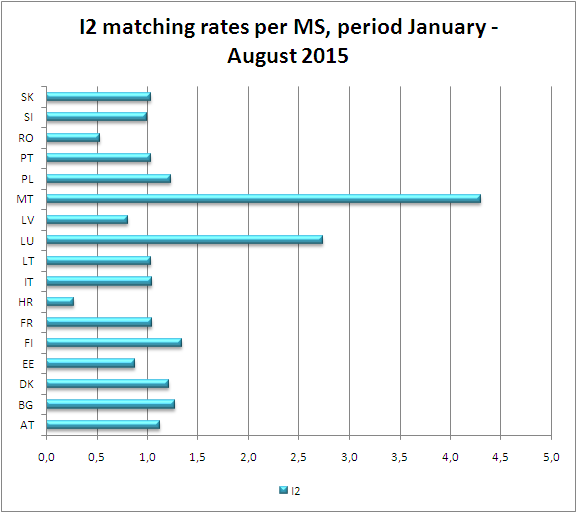 I2 matching rates per MS, period January -
August 2015
SK
SI
RO
PT
PL
MT
LV
LU
LT
IT
HR
FR
FI
EE
DK
BG
AT
0,0 0,5 1,0 1,5 2,0 2,5 3,0 3,5 4,0 4,5 5,0
I2